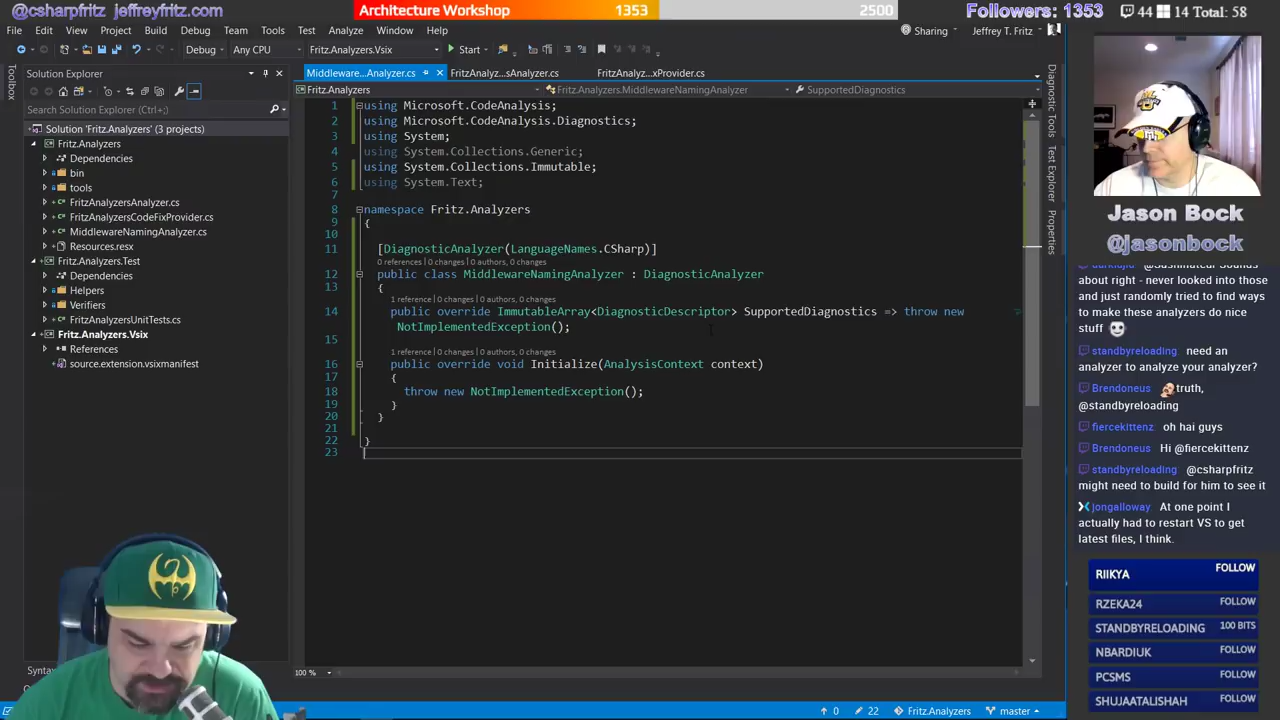 @csharpfritz jeffreyfritz.com
Architecture Workshop 1353 2500
Followers: 1353
44 14 Total: 58
File Edit View Project Build Debug Team Tools Test Analyze Window Help
Sharing Jeffrey T. Fritz
Debug Any CPU Fritz.Analyzers.Vsix Start
Toolbox
Solution Explorer
Search Solution Explorer (Ctrl+;)
Solution 'Fritz.Analyzers' (3 projects)
Fritz.Analyzers
Dependencies
bin
tools
FritzAnalyzersAnalyzer.cs
FritzAnalyzersCodeFixProvider.cs
MiddlewareNamingAnalyzer.cs
Resources.resx
Fritz.Analyzers.Test
Dependencies
Helpers
Verifiers
FritzAnalyzersUnitTests.cs
Fritz.Analyzers.Vsix
References
source.extension.vsixmanifest
Middleware...Analyzer.cs FritzAnalyz...sAnalyzer.cs FritzAnalyz...xProvider.cs
Fritz.Analyzers Fritz.Analyzers.MiddlewareNamingAnalyzer SupportedDiagnostics
1 using Microsoft.CodeAnalysis;
2 using Microsoft.CodeAnalysis.Diagnostics;
3 using System;
4 using System.Collections.Generic;
5 using System.Collections.Immutable;
6 using System.Text;
7
8 namespace Fritz.Analyzers
9 {
10
11 [DiagnosticAnalyzer(LanguageNames.CSharp)]
0 references | 0 changes | 0 authors, 0 changes
12 public class MiddlewareNamingAnalyzer : DiagnosticAnalyzer
13 {
1 reference | 0 changes | 0 authors, 0 changes
14 public override ImmutableArray<DiagnosticDescriptor> SupportedDiagnostics => throw new
NotImplementedException();
15
1 reference | 0 changes | 0 authors, 0 changes
16 public override void Initialize(AnalysisContext context)
17 {
18 throw new NotImplementedException();
19 }
20 }
21
22 }
23
100 %
Diagnostic Tools
Test Explorer
Properties
Jason Bock
@jasonbock
about right - never looked into those
and just randomly tried to find ways
to make these analyzers do nice
stuff
standbyreloading need an
analyzer to analyze your analyzer?
Brendoneus truth,
@standbyreloading
fiercekittenz oh hai guys
Brendoneus Hi @fiercekittenz
standbyreloading @csharpfritz
might need to build for him to see it
jongalloway At one point I
actually had to restart VS to get
latest files, I think.
RIIKYA FOLLOW
RZEKA24 FOLLOW
STANDBYRELOADING 100 BITS
NBARDIUK FOLLOW
PCSMS FOLLOW
SHUJAATALISHAH FOLLOW
0 22 Fritz.Analyzers master